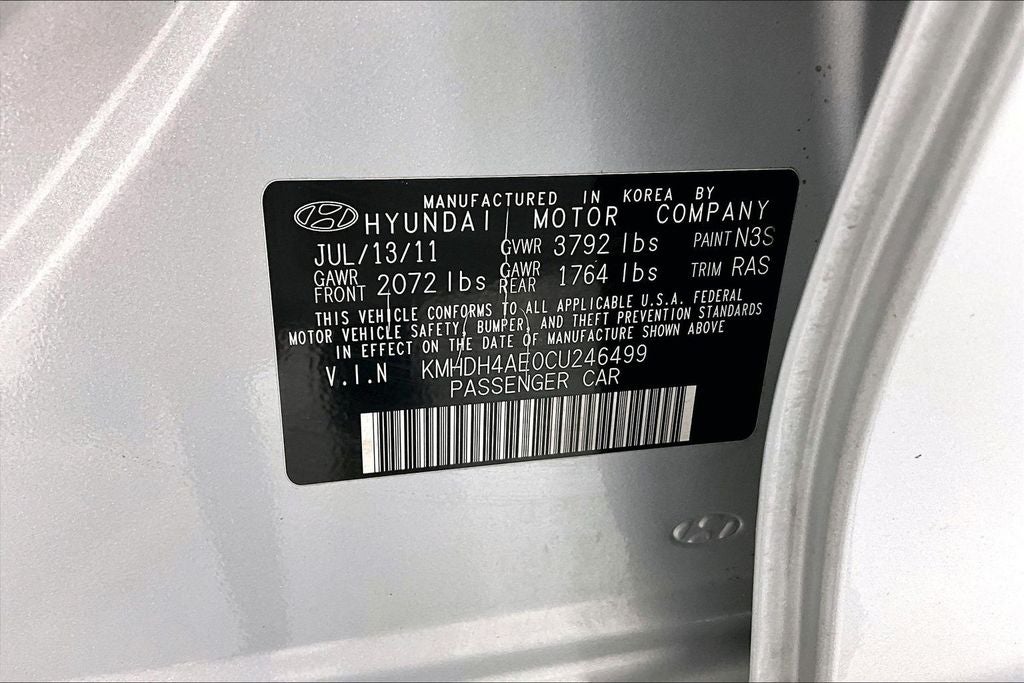 MANUFACTURED IN KOREA BY
HYUNDAI MOTOR COMPANY
JUL/13/11 GVWR 3792 lbs PAINT N3S
GAWR FRONT 2072 lbs GAWR REAR 1764 lbs TRIM RAS
THIS VEHICLE CONFORMS TO ALL APPLICABLE U.S.A. FEDERAL
MOTOR VEHICLE SAFETY, BUMPER, AND THEFT PREVENTION STANDARDS
IN EFFECT ON THE DATE OF MANUFACTURE SHOWN ABOVE
V.I.N KMHDH4AE0CU246499
PASSENGER CAR